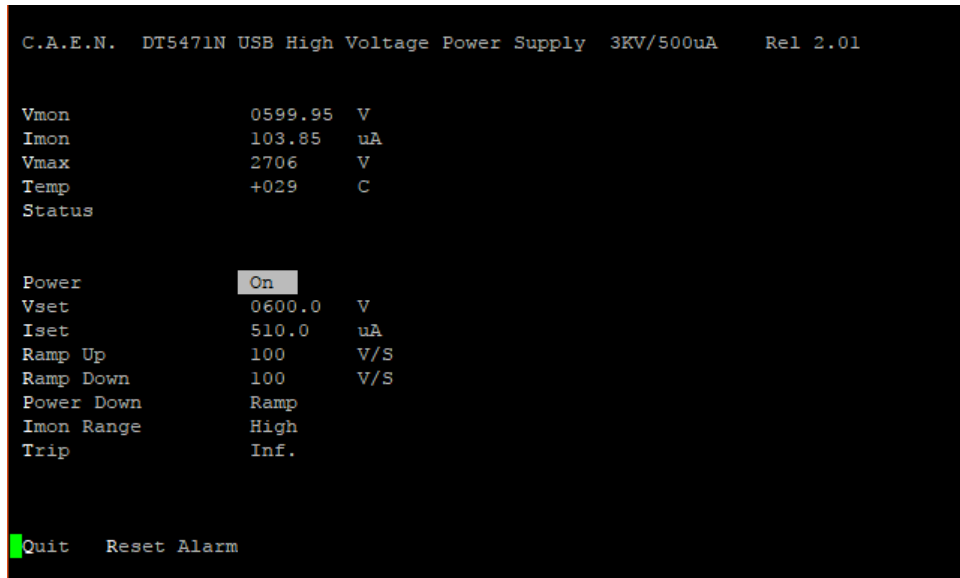 C.A.E.N. DT5471N USB High Voltage Power Supply 3KV/500uA Rel 2.01
Vmon 0599.95 V
Imon 103.85 uA
Vmax 2706 V
Temp +029 C
Status
Power On
Vset 0600.0 V
Iset 510.0 uA
Ramp Up 100 V/S
Ramp Down 100 V/S
Power Down Ramp
Imon Range High
Trip Inf.
Quit Reset Alarm